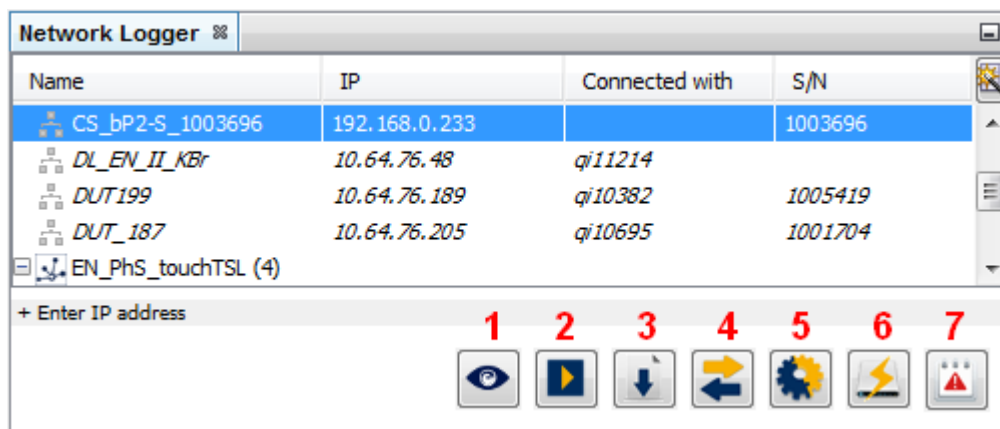 Network Logger
Name IP Connected with S/N
CS_bP2-S_1003696 192.168.0.233 1003696
DL_EN_II_KBr 10.64.76.48 qi11214
DUT199 10.64.76.189 qi10382 1005419
DUT_187 10.64.76.205 qi10695 1001704
EN_PhS_touchTSL (4)
+ Enter IP address
1 2 3 4 5 6 7